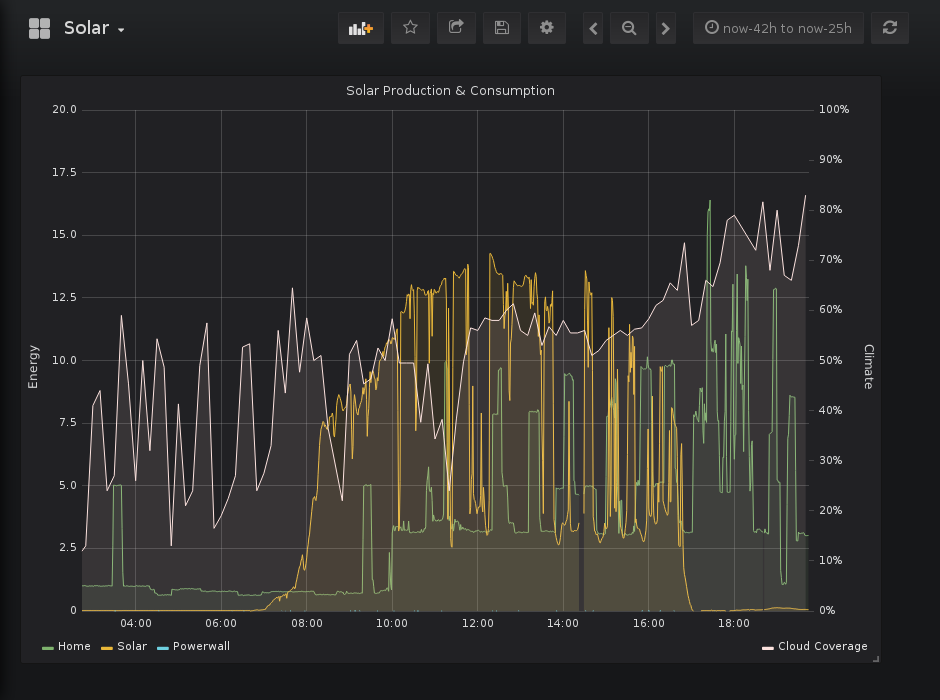 Solar
now-42h to now-25h
Solar Production & Consumption
20.0 100%
90%
17.5
80%
15.0
70%
12.5
60%
Energy
10.0 50%
Climate
7.5
40%
30%
5.0
20%
2.5
10%
0 0%
04:00 06:00 08:00 10:00 12:00 14:00 16:00 18:00
Home Solar Powerwall Cloud Coverage